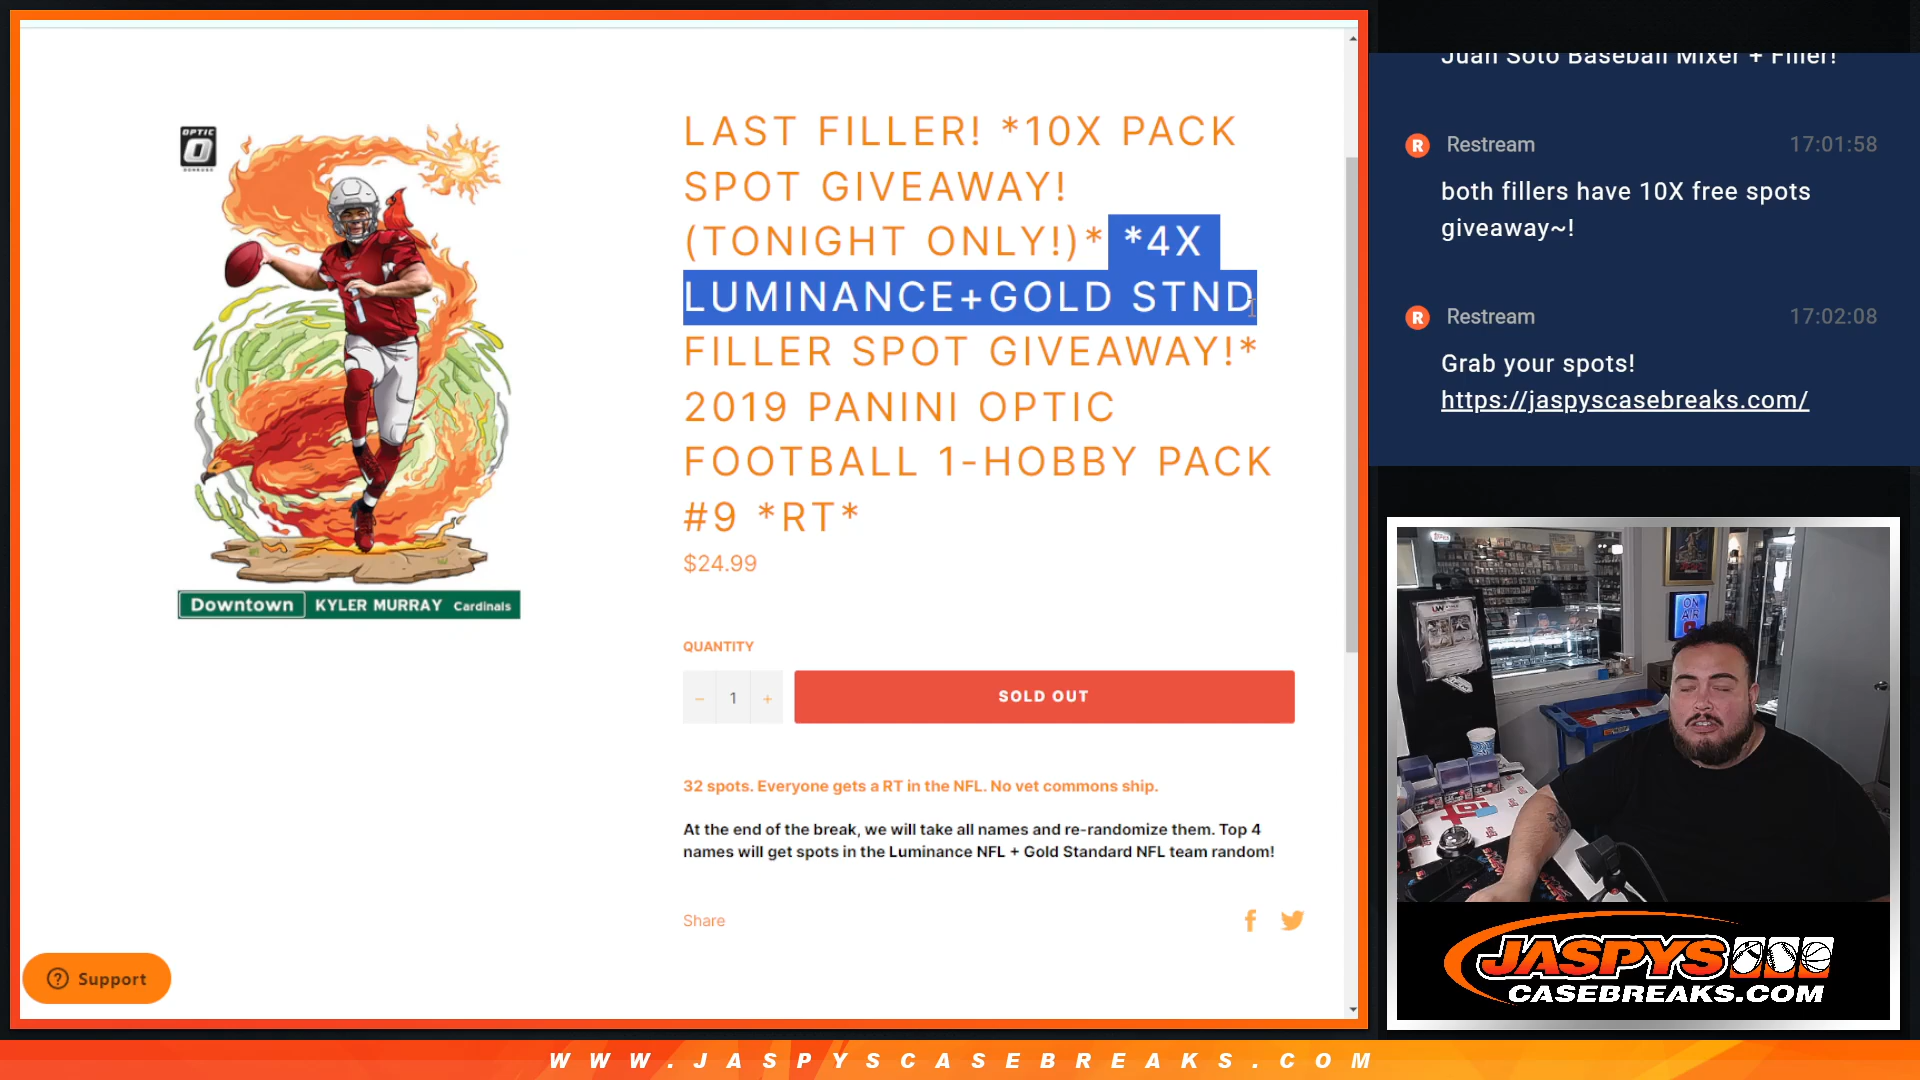 OPTIC
Downtown KYLER MURRAY Cardinals
LAST FILLER! *10X PACK
SPOT GIVEAWAY!
(TONIGHT ONLY!)* *4X
LUMINANCE+GOLD STND
FILLER SPOT GIVEAWAY!*
2019 PANINI OPTIC
FOOTBALL 1-HOBBY PACK
#9 *RT*
$24.99
QUANTITY
− 1 +
SOLD OUT
32 spots. Everyone gets a RT in the NFL. No vet commons ship.
At the end of the break, we will take all names and re-randomize them. Top 4
names will get spots in the Luminance NFL + Gold Standard NFL team random!
Share
Support
Juan Soto Baseball Mixer + Filler!
Restream 17:01:58
both fillers have 10X free spots
giveaway~!
Restream 17:02:08
Grab your spots!
https://jaspyscasebreaks.com/
ON
AIR
JASPYS
CASEBREAKS.COM
WWW.JASPYSCASEBREAKS.COM